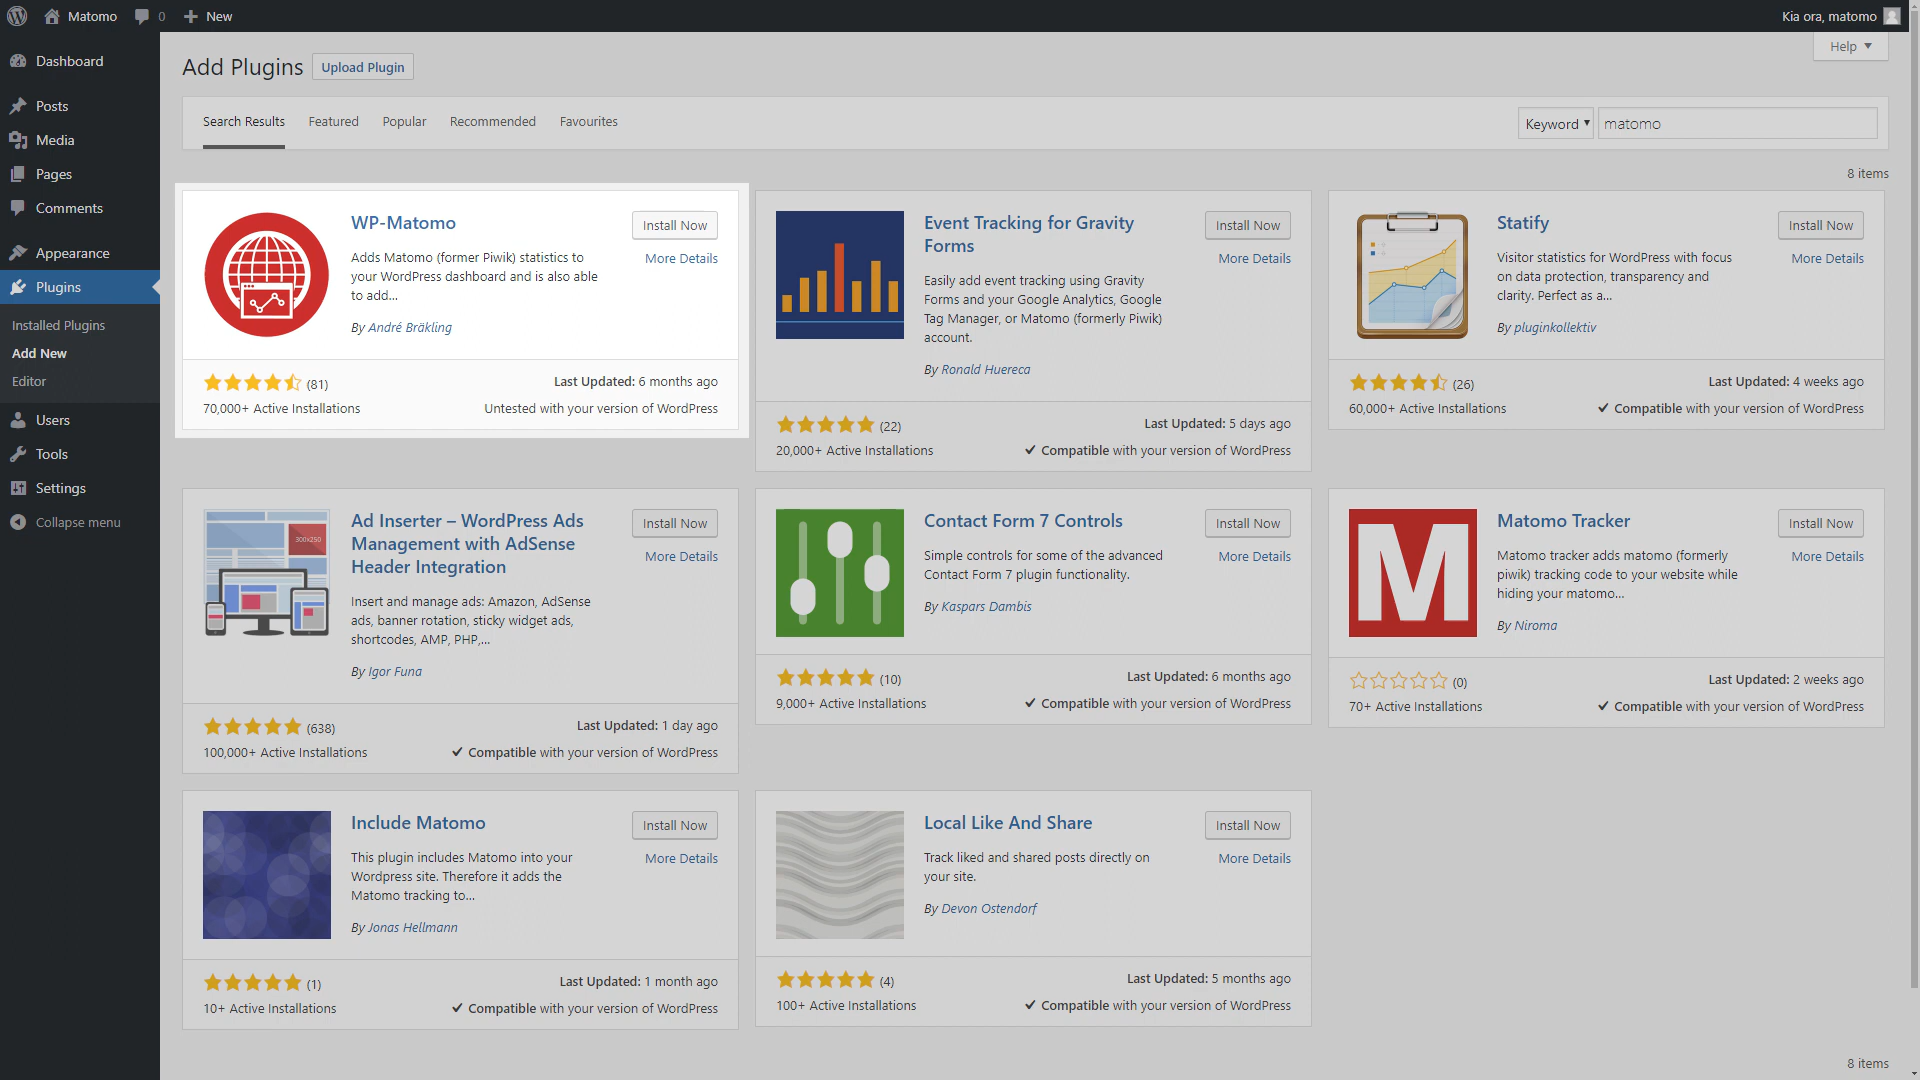 Matomo
0
New
Kia ora, matomo
Dashboard
Posts
Media
Pages
Comments
Appearance
Plugins
Installed Plugins
Add New
Editor
Users
Tools
Settings
Collapse menu
Help
Add Plugins
Upload Plugin
Search Results
Featured
Popular
Recommended
Favourites
Keyword
matomo
8 items
WP-Matomo
Install Now
More Details
Adds Matomo (former Piwik) statistics to
your WordPress dashboard and is also able
to add...
By André Bräkling
(81)
Last Updated: 6 months ago
70,000+ Active Installations
Untested with your version of WordPress
Event Tracking for Gravity
Forms
Install Now
More Details
Easily add event tracking using Gravity
Forms and your Google Analytics, Google
Tag Manager, or Matomo (formerly Piwik)
account.
By Ronald Huereca
(22)
Last Updated: 5 days ago
20,000+ Active Installations
Compatible with your version of WordPress
Statify
Install Now
More Details
Visitor statistics for WordPress with focus
on data protection, transparency and
clarity. Perfect as a...
By pluginkollektiv
(26)
Last Updated: 4 weeks ago
60,000+ Active Installations
Compatible with your version of WordPress
300x250
Ad Inserter – WordPress Ads
Management with AdSense
Header Integration
Install Now
More Details
Insert and manage ads: Amazon, AdSense
ads, banner rotation, sticky widget ads,
shortcodes, AMP, PHP,...
By Igor Funa
(638)
Last Updated: 1 day ago
100,000+ Active Installations
Compatible with your version of WordPress
Contact Form 7 Controls
Install Now
More Details
Simple controls for some of the advanced
Contact Form 7 plugin functionality.
By Kaspars Dambis
(10)
Last Updated: 6 months ago
9,000+ Active Installations
Compatible with your version of WordPress
M
Matomo Tracker
Install Now
More Details
Matomo tracker adds matomo (formerly
piwik) tracking code to your website while
hiding your matomo...
By Niroma
(0)
Last Updated: 2 weeks ago
70+ Active Installations
Compatible with your version of WordPress
Include Matomo
Install Now
More Details
This plugin includes Matomo into your
Wordpress site. Therefore it adds the
Matomo tracking to...
By Jonas Hellmann
(1)
Last Updated: 1 month ago
10+ Active Installations
Compatible with your version of WordPress
Local Like And Share
Install Now
More Details
Track liked and shared posts directly on
your site.
By Devon Ostendorf
(4)
Last Updated: 5 months ago
100+ Active Installations
Compatible with your version of WordPress
8 items